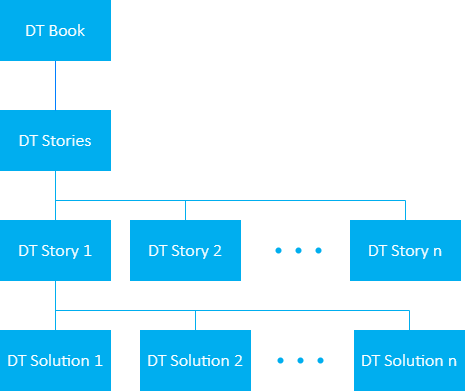 DT Book
DT Stories
DT Story 1
DT Story 2
DT Story n
DT Solution 1
DT Solution 2
DT Solution n